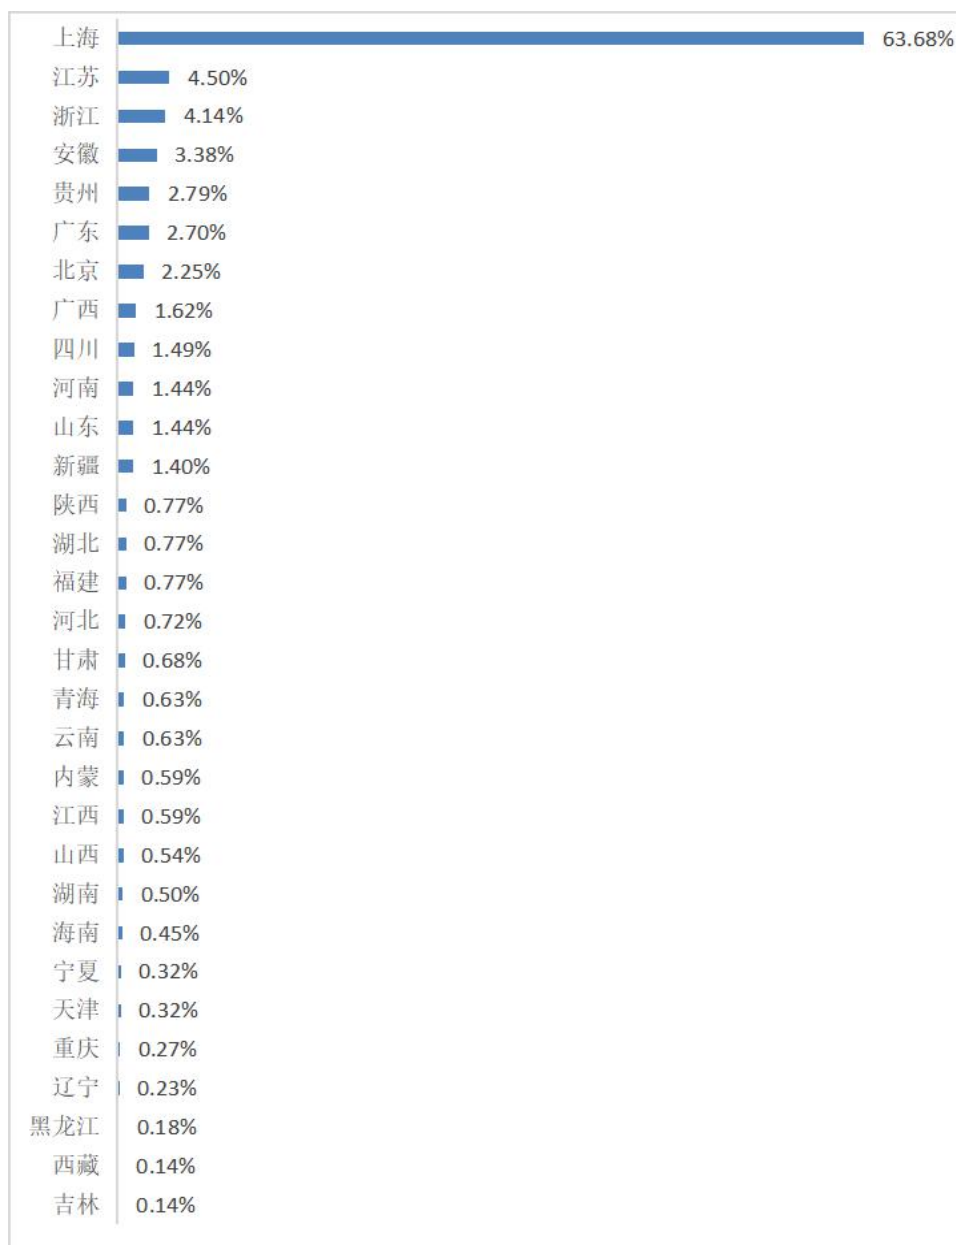 上海 63.68%
江苏 4.50%
浙江 4.14%
安徽 3.38%
贵州 2.79%
广东 2.70%
北京 2.25%
广西 1.62%
四川 1.49%
河南 1.44%
山东 1.44%
新疆 1.40%
陕西 0.77%
湖北 0.77%
福建 0.77%
河北 0.72%
甘肃 0.68%
青海 0.63%
云南 0.63%
内蒙 0.59%
江西 0.59%
山西 0.54%
湖南 0.50%
海南 0.45%
宁夏 0.32%
天津 0.32%
重庆 0.27%
辽宁 0.23%
黑龙江 0.18%
西藏 0.14%
吉林 0.14%